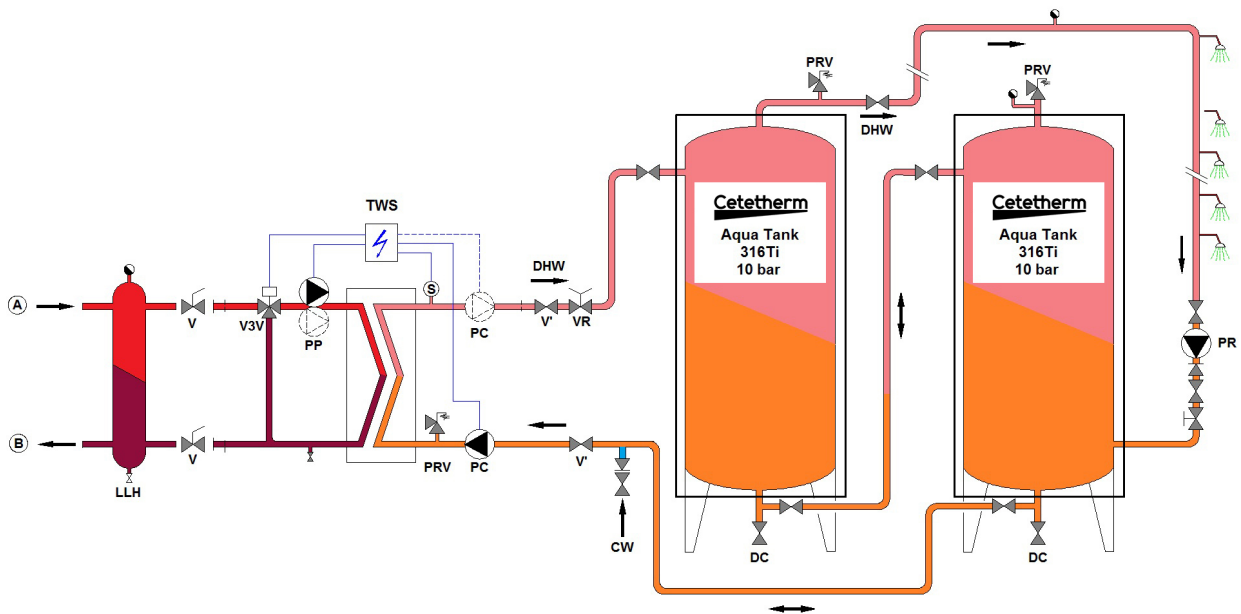 PRV
PRV
DHW
Cetetherm
Aqua Tank
316Ti
10 bar
Cetetherm
Aqua Tank
316Ti
10 bar
TWS
DHW
S
A
V
V3V
PP
PC
V'
VR
PR
B
V
LLH
PRV
PC
V'
CW
DC
DC